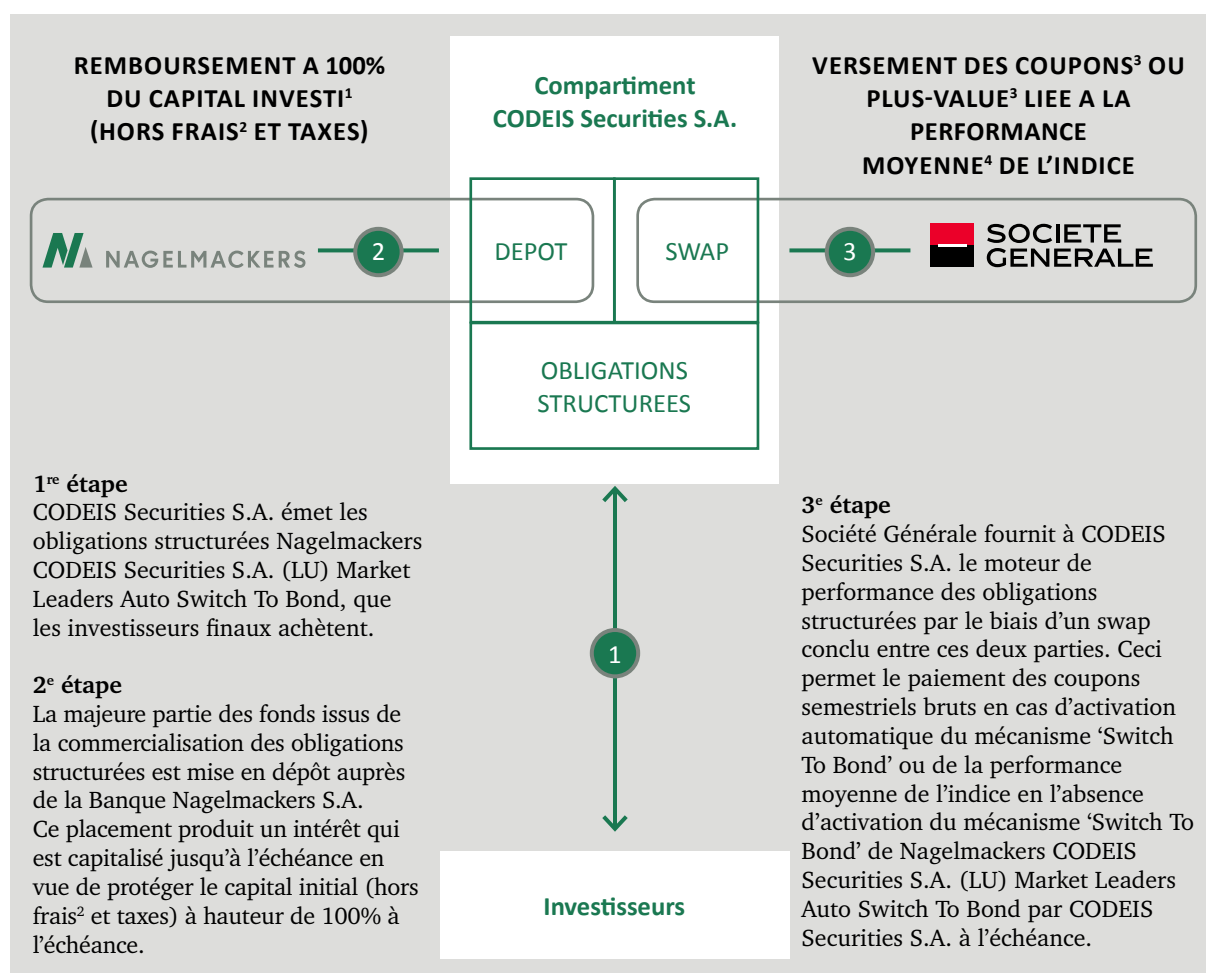 REMBOURSEMENT A 100%
DU CAPITAL INVESTI¹
(HORS FRAIS² ET TAXES)
Compartiment
CODEIS Securities S.A.
VERSEMENT DES COUPONS³ OU
PLUS-VALUE³ LIEE A LA
PERFORMANCE
MOYENNE⁴ DE L’INDICE
NAGELMACKERS
2
DEPOT
SWAP
3
SOCIETE
GENERALE
OBLIGATIONS
STRUCTUREES
1ʳᵉ étape
CODEIS Securities S.A. émet les
obligations structurées Nagelmackers
CODEIS Securities S.A. (LU) Market
Leaders Auto Switch To Bond, que
les investisseurs finaux achètent.
2ᵉ étape
La majeure partie des fonds issus de
la commercialisation des obligations
structurées est mise en dépôt auprès
de la Banque Nagelmackers S.A.
Ce placement produit un intérêt qui
est capitalisé jusqu’à l’échéance en
vue de protéger le capital initial (hors
frais² et taxes) à hauteur de 100% à
l’échéance.
1
Investisseurs
3ᵉ étape
Société Générale fournit à CODEIS
Securities S.A. le moteur de
performance des obligations
structurées par le biais d’un swap
conclu entre ces deux parties. Ceci
permet le paiement des coupons
semestriels bruts en cas d’activation
automatique du mécanisme ‘Switch
To Bond’ ou de la performance
moyenne de l’indice en l’absence
d’activation du mécanisme ‘Switch To
Bond’ de Nagelmackers CODEIS
Securities S.A. (LU) Market Leaders
Auto Switch To Bond par CODEIS
Securities S.A. à l’échéance.